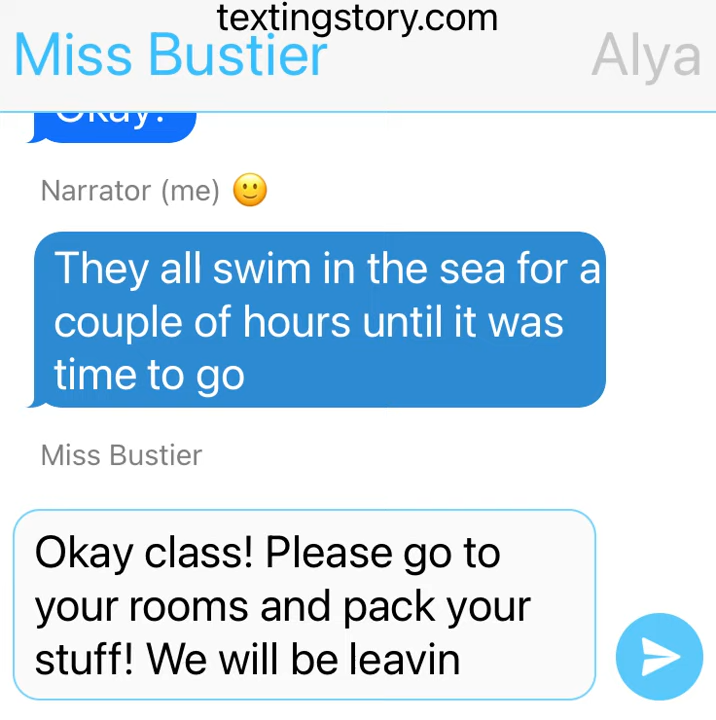 textingstory.com
Miss Bustier
Alya
Okay!
Narrator (me) 🙂
They all swim in the sea for a
couple of hours until it was
time to go
Miss Bustier
Okay class! Please go to
your rooms and pack your
stuff! We will be leavin